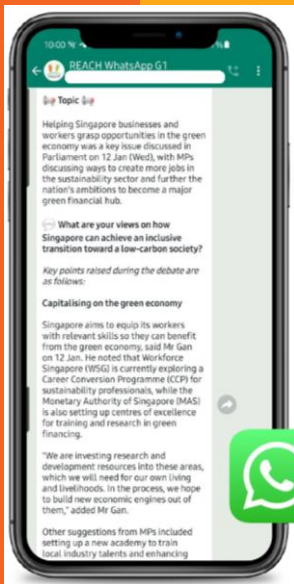 10:00
%
REACH WhatsApp G1
Topic
Helping Singapore businesses and
workers grasp opportunities in the green
economy was a key issue discussed in
Parliament on 12 Jan (Wed), with MPs
discussing ways to create more jobs in
the sustainability sector and further the
nation's ambitions to become a major
green financial hub.
What are your views on how
Singapore can achieve an inclusive
transition toward a low-carbon society?
Key points raised during the debate are
as follows:
Capitalising on the green economy
Singapore aims to equip its workers
with relevant skills so they can benefit
from the green economy, said Mr Gan
on 12 Jan. He noted that Workforce
Singapore (WSG) is currently exploring a
Career Conversion Programme (CCP) for
sustainability professionals, while the
Monetary Authority of Singapore (MAS)
is also setting up centres of excellence
for training and research in green
financing.
"We are investing research and
development resources into these areas,
which we will need for our own living
and livelihoods. In the process, we hope
to build new economic engines out of
them," added Mr Gan.
Other suggestions from MPs included
setting up a new academy to train
local industry talents and enhancing